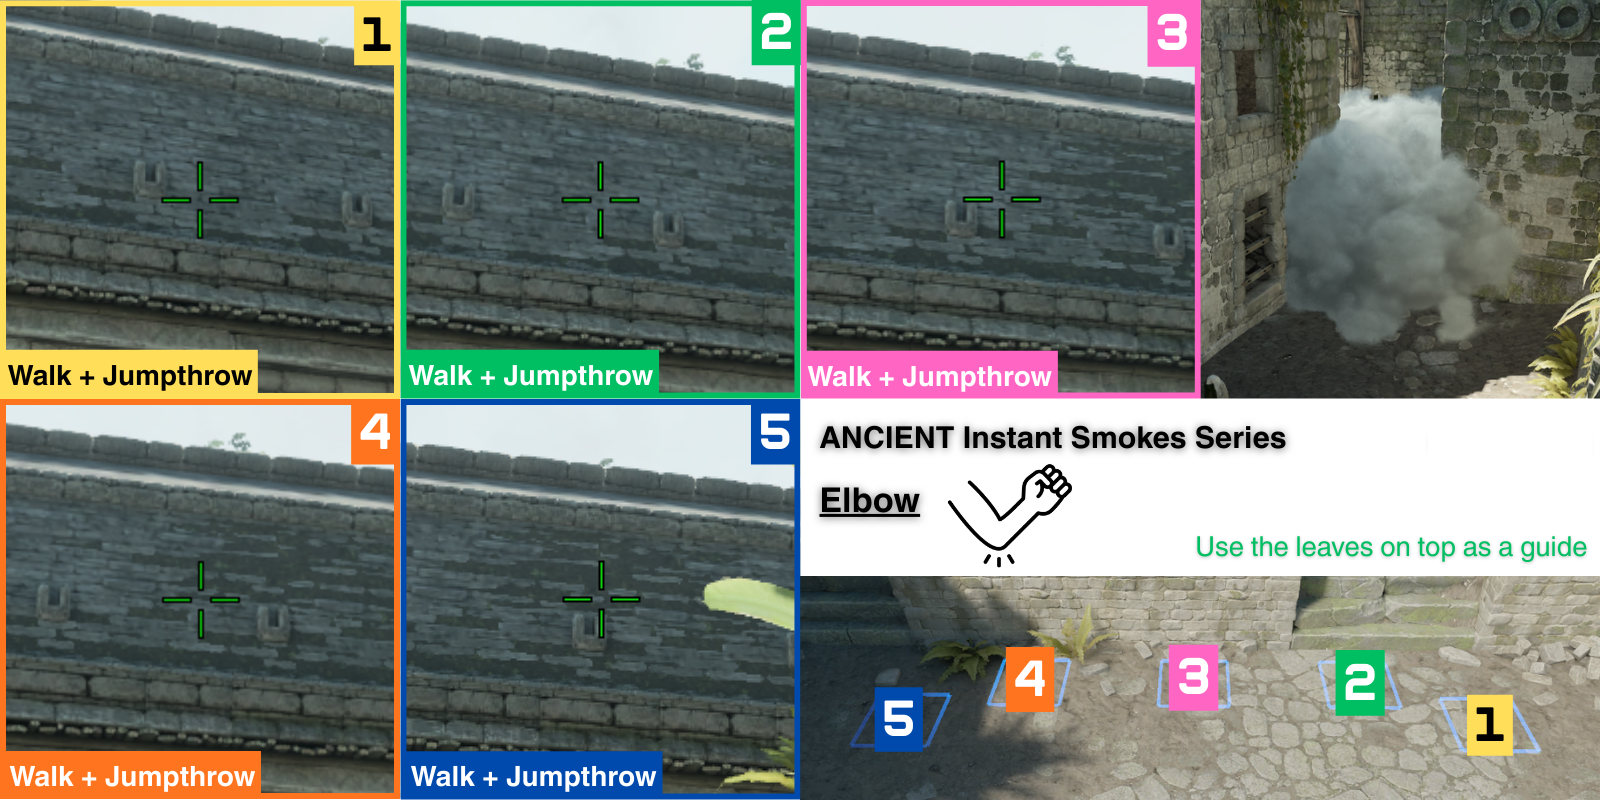 1
Walk + Jumpthrow
2
Walk + Jumpthrow
3
Walk + Jumpthrow
4
Walk + Jumpthrow
5
Walk + Jumpthrow
ANCIENT Instant Smokes Series
Elbow
Use the leaves on top as a guide
5
4
3
2
1